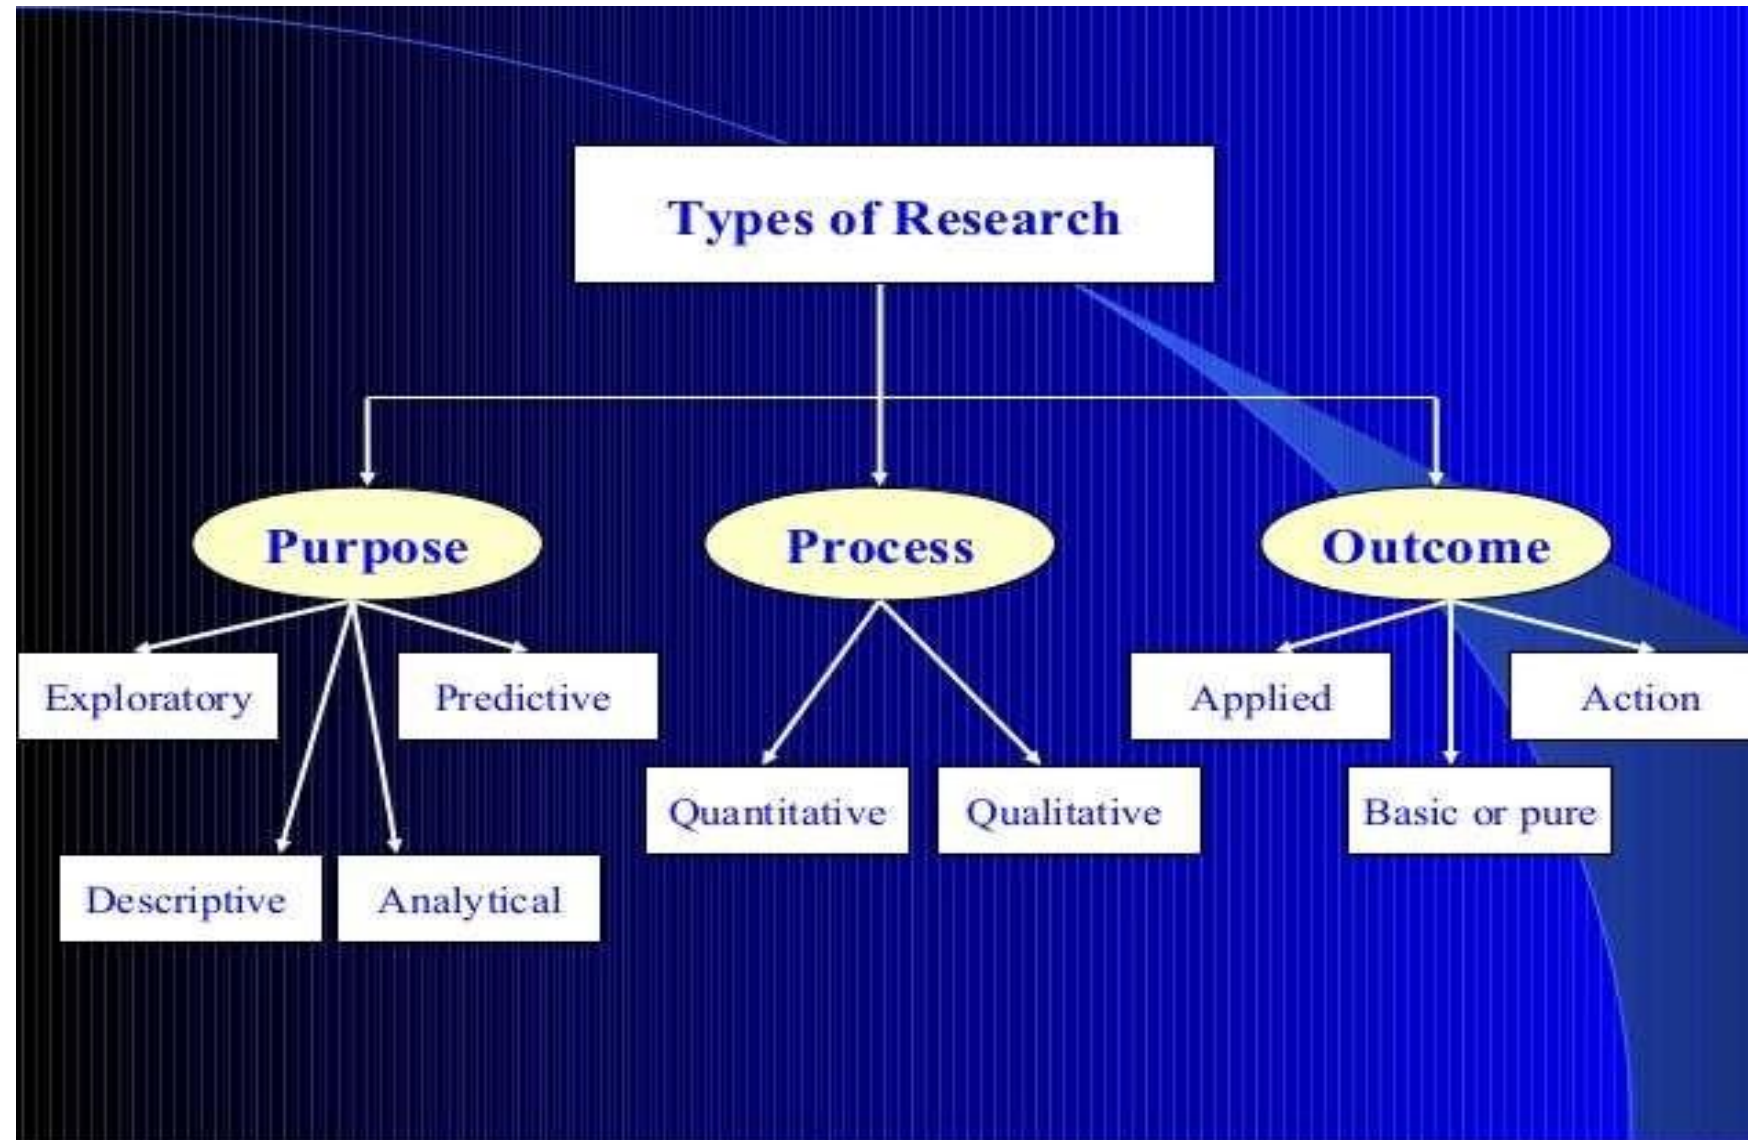 Types of Research
Purpose
Process
Outcome
Exploratory
Predictive
Applied
Action
Quantitative
Qualitative
Basic or pure
Descriptive
Analytical